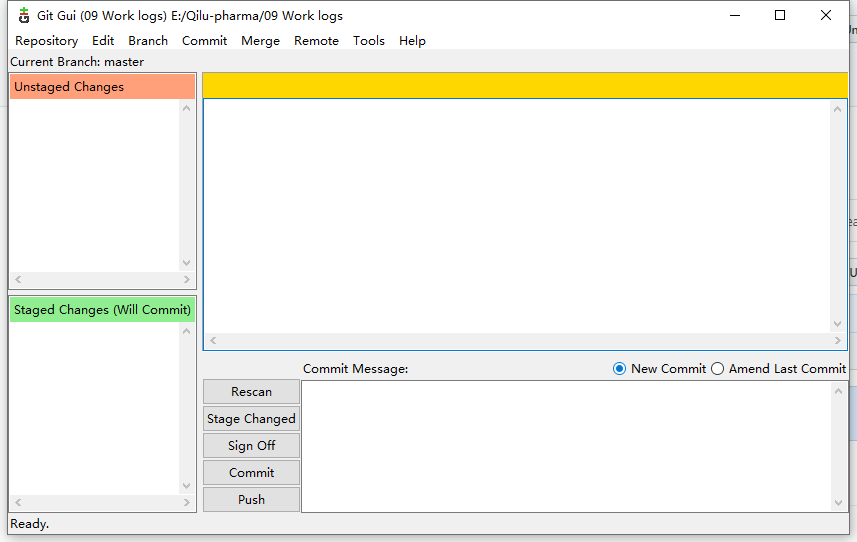 Git Gui (09 Work logs) E:/Qilu-pharma/09 Work logs
Repository Edit Branch Commit Merge Remote Tools Help
Current Branch: master
Unstaged Changes
Staged Changes (Will Commit)
Commit Message: New Commit Amend Last Commit
Rescan
Stage Changed
Sign Off
Commit
Push
Ready.